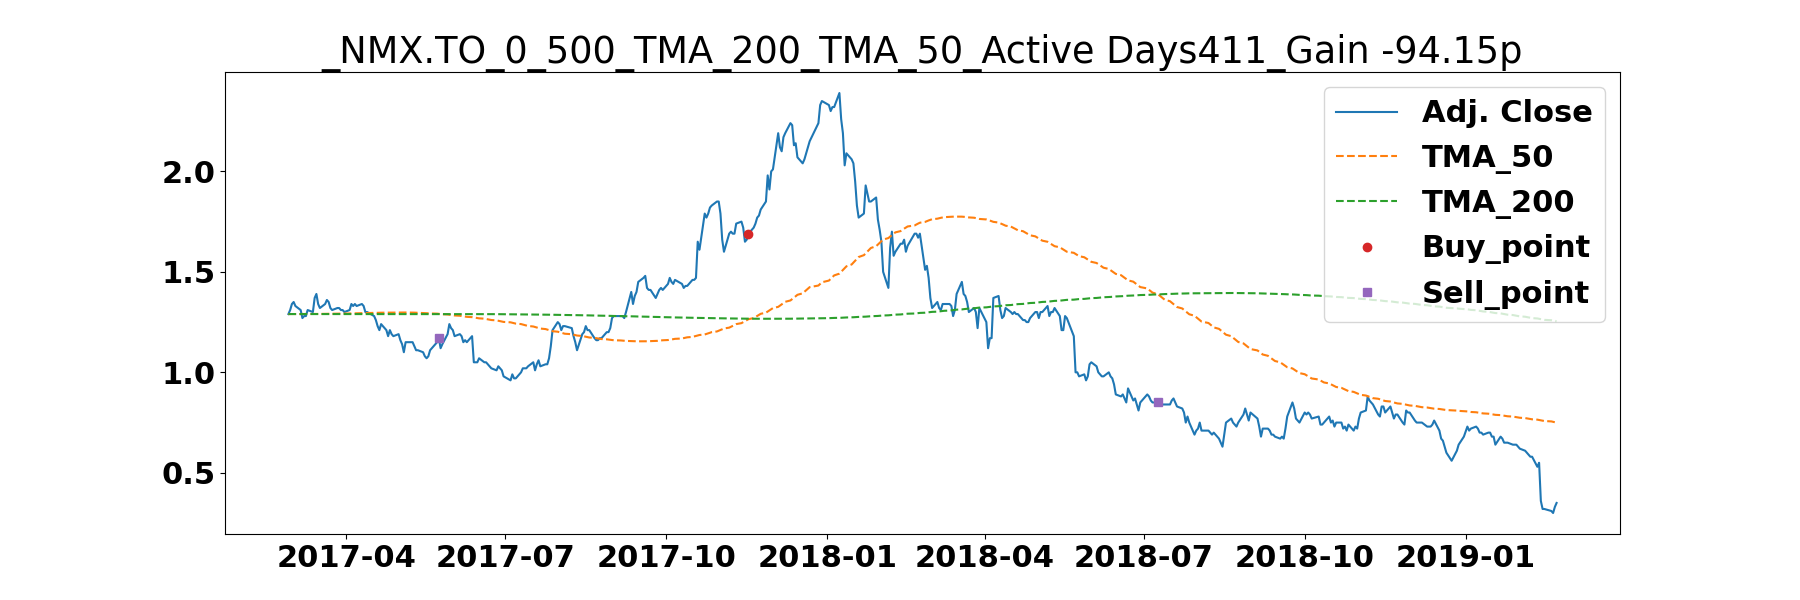 _NMX.TO_0_500_TMA_200_TMA_50_Active Days411_Gain -94.15p
Adj. Close
TMA_50
TMA_200
Buy_point
Sell_point
2.0
1.5
1.0
0.5
2017-04 2017-07 2017-10 2018-01 2018-04 2018-07 2018-10 2019-01